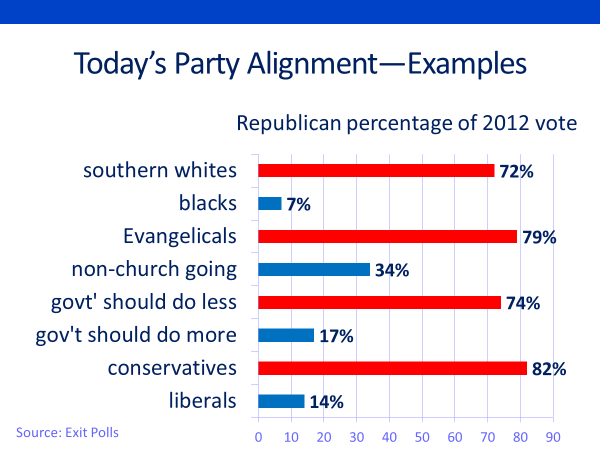 Today’s Party Alignment—Examples
Republican percentage of 2012 vote
southern whites 72%
blacks 7%
Evangelicals 79%
non-church going 34%
govt' should do less 74%
gov't should do more 17%
conservatives 82%
liberals 14%
0 10 20 30 40 50 60 70 80 90
Source: Exit Polls